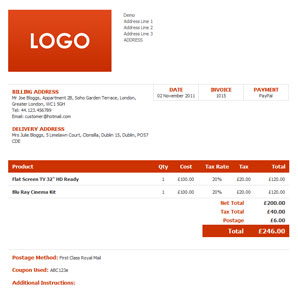 LOGO
Demo
Address Line 1
Address Line 2
Address Line 3
ADDRESS
BILLING ADDRESS
Mr Joe Bloggs, Appartment 2B, Soho Garden Terrace, London,
Greater London, WC1 5GH
Tel: 44.123.456789
Email: customer@hotmail.com
DATE INVOICE PAYMENT
02 November 2011 1015 PayPal
DELIVERY ADDRESS
Mrs Julie Bloggs, 5 Limelawn Court, Clonsilla, Dublin 15, Dublin, POST
CDE
Product Qty Cost Tax Rate Tax Total
Flat Screen TV 32" HD Ready 1 £100.00 20% £20.00 £120.00
Blu Ray Cinema Kit 1 £100.00 20% £20.00 £120.00
Net Total £200.00
Tax Total £40.00
Postage £6.00
Total £246.00
Postage Method: First Class Royal Mail
Coupon Used: ABC123e
Additional Instructions: